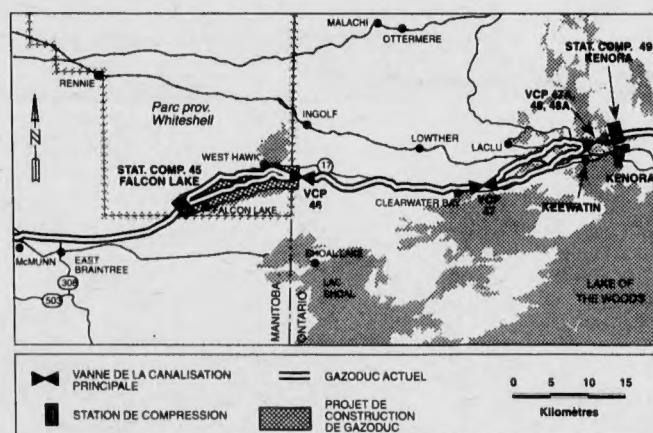 MALACHI
OTTERMERE
STAT. COMP. 49
KENORA
RENNIE
VCP 47A,
48, 48A
Parc prov.
Whiteshell
N
INGOLF
LOWTHER
LACLU
STAT. COMP. 45
FALCON LAKE
WEST HAWK
17
VCP
46
FALCON LAKE
CLEARWATER BAY
VCP
47
KEEWATIN
KENORA
McMUNN
EAST
BRAINTREE
308
503
SHOAL LAKE
LAC
SHOAL
MANITOBA
ONTARIO
LAKE OF
THE WOODS
VANNE DE LA CANALISATION
PRINCIPALE
GAZODUC ACTUEL
0 5 10 15
Kilomètres
STATION DE COMPRESSION
PROJET DE
CONSTRUCTION
DE GAZODUC